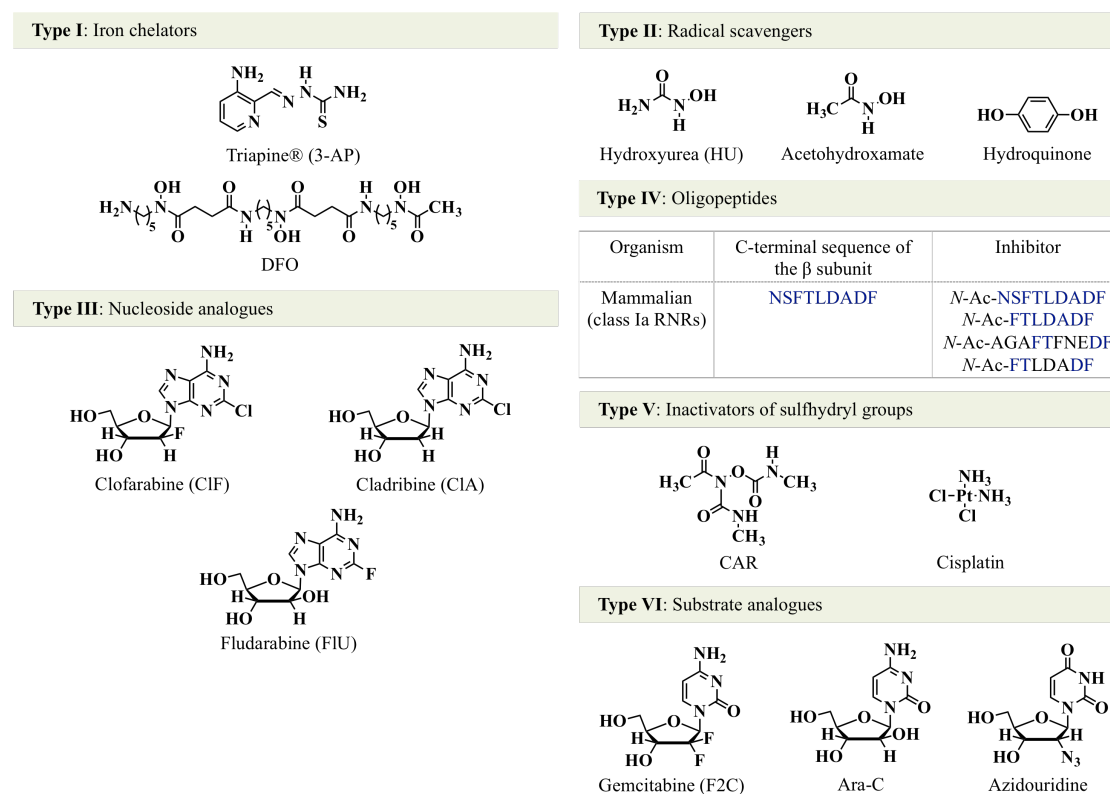 Type I: Iron chelators
NH₂
H
N
N
NH₂
N
S
Triapine® (3-AP)
OH
O
O
H
OH
H₂N
N
N
N
CH₃
5
N
5
N
5
O
H
OH
O
O
DFO
Type III: Nucleoside analogues
NH₂
N
N
N
N
Cl
HO
O
H
F
HO
H
Clofarabine (ClF)
NH₂
N
N
N
N
Cl
HO
O
H
H
HO
H
Cladribine (ClA)
NH₂
N
N
N
N
F
HO
O
H
OH
HO
H
Fludarabine (FlU)
Type II: Radical scavengers
O
H₂N
N
OH
H
Hydroxyurea (HU)
O
H₃C
N
OH
H
Acetohydroxamate
HO
OH
Hydroquinone
Type IV: Oligopeptides
Organism
C-terminal sequence of
the β subunit
Inhibitor
Mammalian
(class Ia RNRs)
NSFTLDADF
N-Ac-NSFTLDADF
N-Ac-FTLDADF
N-Ac-AGAFTFNEDF
N-Ac-FTLDADF
Type V: Inactivators of sulfhydryl groups
O
H
H₃C
N
O
N
CH₃
O
O
NH
CH₃
CAR
NH₃
Cl
Pt
NH₃
Cl
Cisplatin
Type VI: Substrate analogues
NH₂
N
N
O
HO
O
H
F
HO
F
Gemcitabine (F2C)
NH₂
N
N
O
HO
O
H
OH
HO
H
Ara-C
O
NH
N
O
HO
O
H
H
HO
N₃
Azidouridine